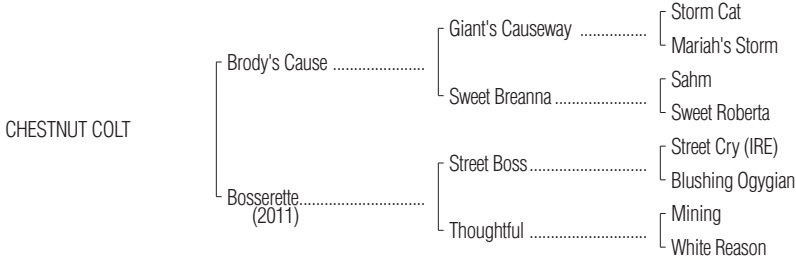 Storm Cat
Giant's Causeway ................
Mariah's Storm
Brody's Cause ......................
Sahm
Sweet Breanna ......................
Sweet Roberta
CHESTNUT COLT
Street Cry (IRE)
Street Boss............................
Blushing Ogygian
Bosserette..............................
(2011)
Mining
Thoughtful ............................
White Reason